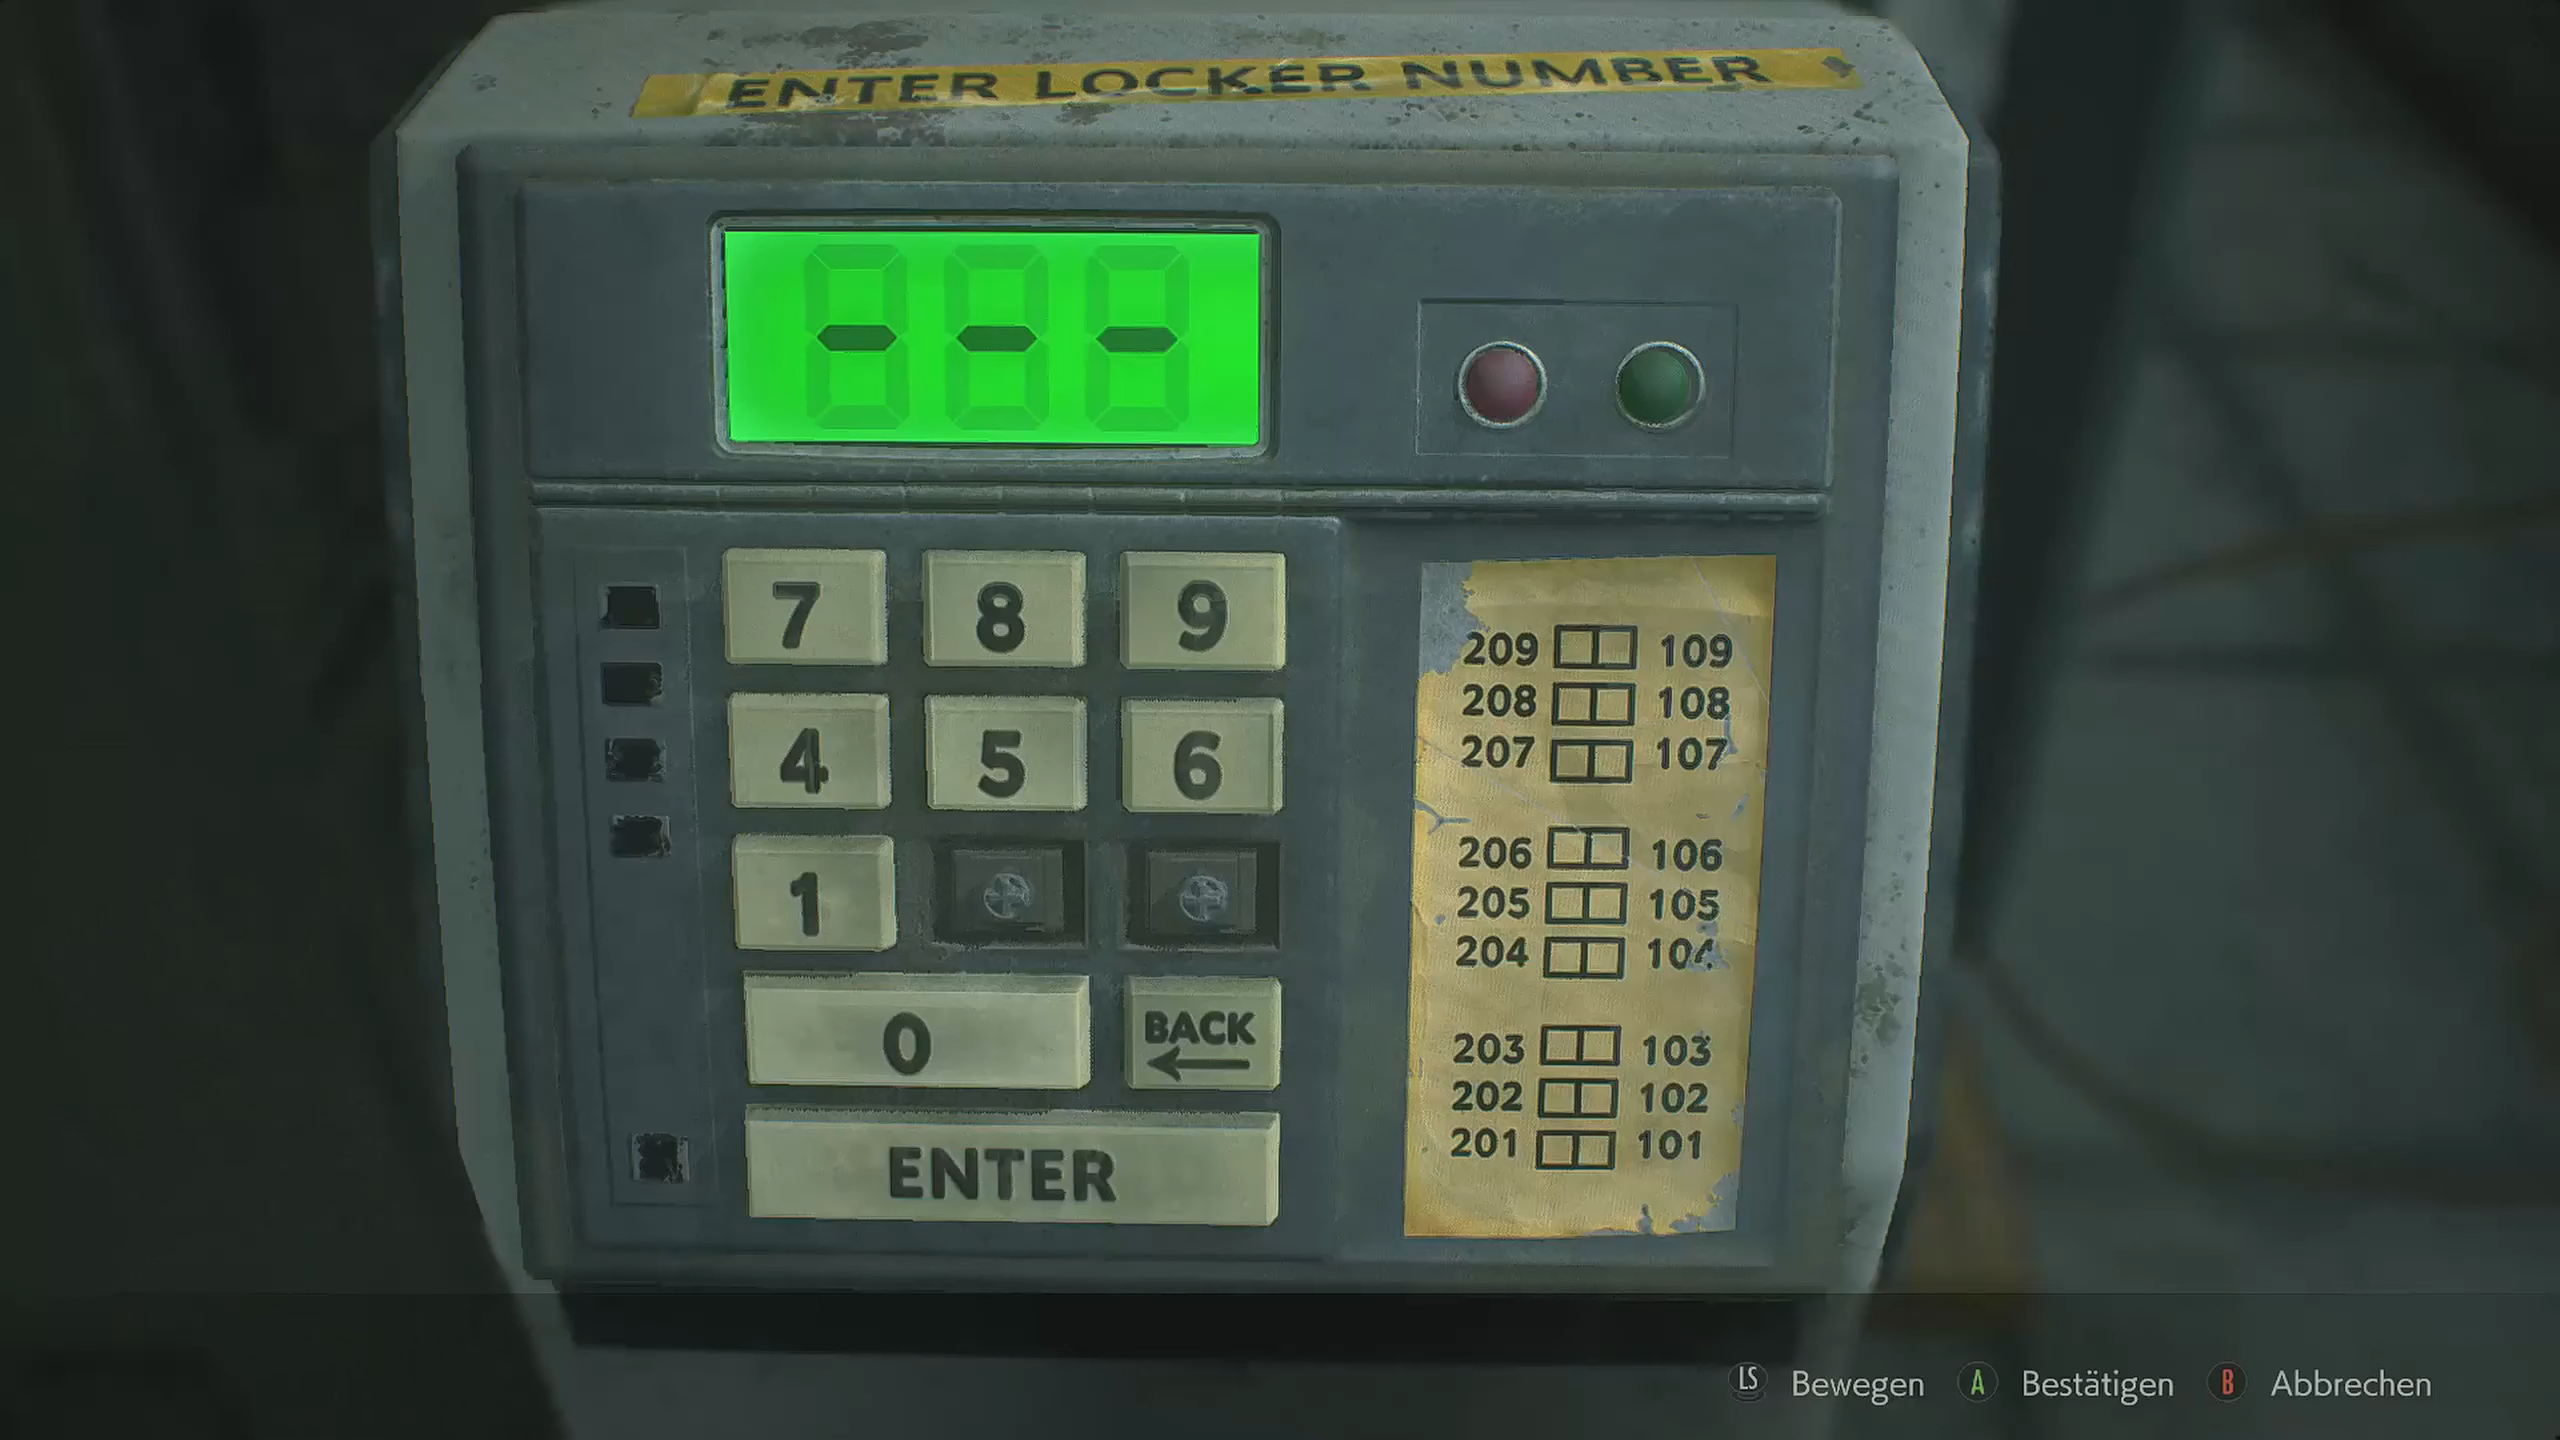 ENTER LOCKER NUMBER
---
7 8 9
4 5 6
1
0 BACK
ENTER
209 109
208 108
207 107
206 106
205 105
204 104
203 103
202 102
201 101
LS Bewegen A Bestätigen B Abbrechen